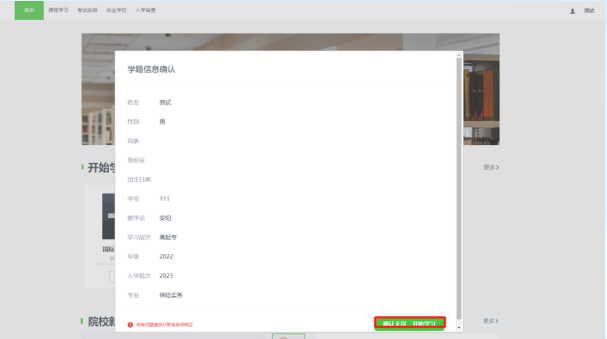 首页 课程学习 考试安排 毕业学位 入学审查 测试
学籍信息确认
姓名 测试
性别 男
民族
身份证
出生日期
学号 111
教学点 安阳
学习层次 高起专
年级 2022
入学批次 2023
专业 保险实务
开始学
更多>
国际
确认无误，开始学习
院校新
更多>